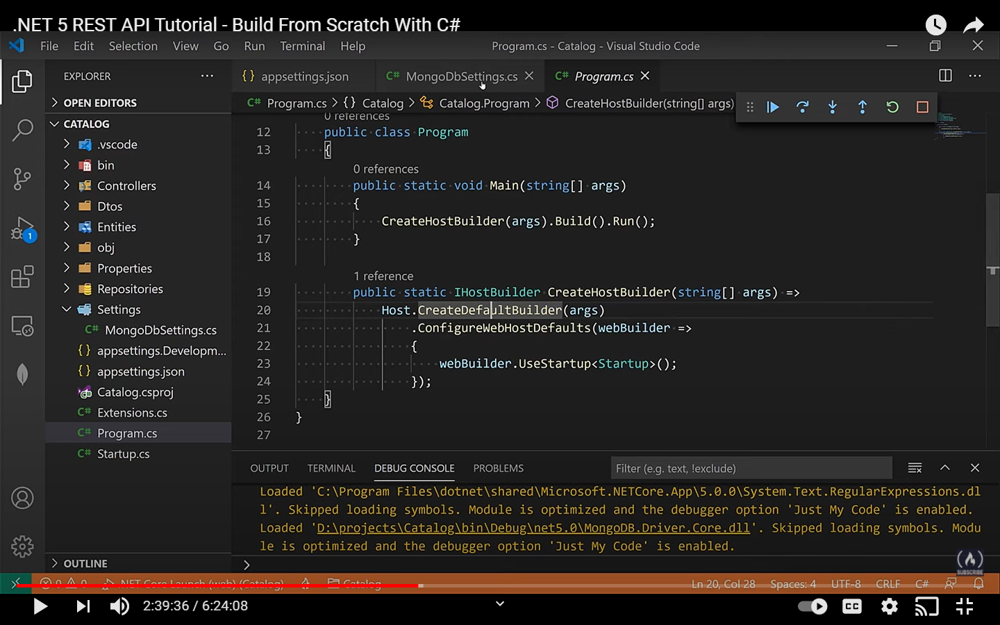 .NET 5 REST API Tutorial - Build From Scratch With C#
File Edit Selection View Go Run Terminal Help Program.cs - Catalog - Visual Studio Code
EXPLORER
{ } appsettings.json C# MongoDbSettings.cs C# Program.cs
C# Program.cs > { } Catalog > Catalog.Program > CreateHostBuilder(string[] args)
OPEN EDITORS
CATALOG
.vscode
bin
Controllers
Dtos
Entities
obj
Properties
Repositories
Settings
C# MongoDbSettings.cs
{ } appsettings.Developm...
{ } appsettings.json
Catalog.csproj
C# Extensions.cs
C# Program.cs
C# Startup.cs
OUTLINE
1
0 references
12 public class Program
13 {
0 references
14 public static void Main(string[] args)
15 {
16 CreateHostBuilder(args).Build().Run();
17 }
18
1 reference
19 public static IHostBuilder CreateHostBuilder(string[] args) =>
20 Host.CreateDefaultBuilder(args)
21 .ConfigureWebHostDefaults(webBuilder =>
22 {
23 webBuilder.UseStartup<Startup>();
24 });
25 }
26 }
27
OUTPUT TERMINAL DEBUG CONSOLE PROBLEMS Filter (e.g. text, !exclude)
Loaded 'C:\Program Files\dotnet\shared\Microsoft.NETCore.App\5.0.0\System.Text.RegularExpressions.dl
l'. Skipped loading symbols. Module is optimized and the debugger option 'Just My Code' is enabled.
Loaded 'D:\projects\Catalog\bin\Debug\net5.0\MongoDB.Driver.Core.dll'. Skipped loading symbols. Modu
le is optimized and the debugger option 'Just My Code' is enabled.
SUBSCRIBE
0 0 .NET Core Launch (web) (Catalog) Catalog Ln 20, Col 28 Spaces: 4 UTF-8 CRLF C#
2:39:36 / 6:24:08 CC